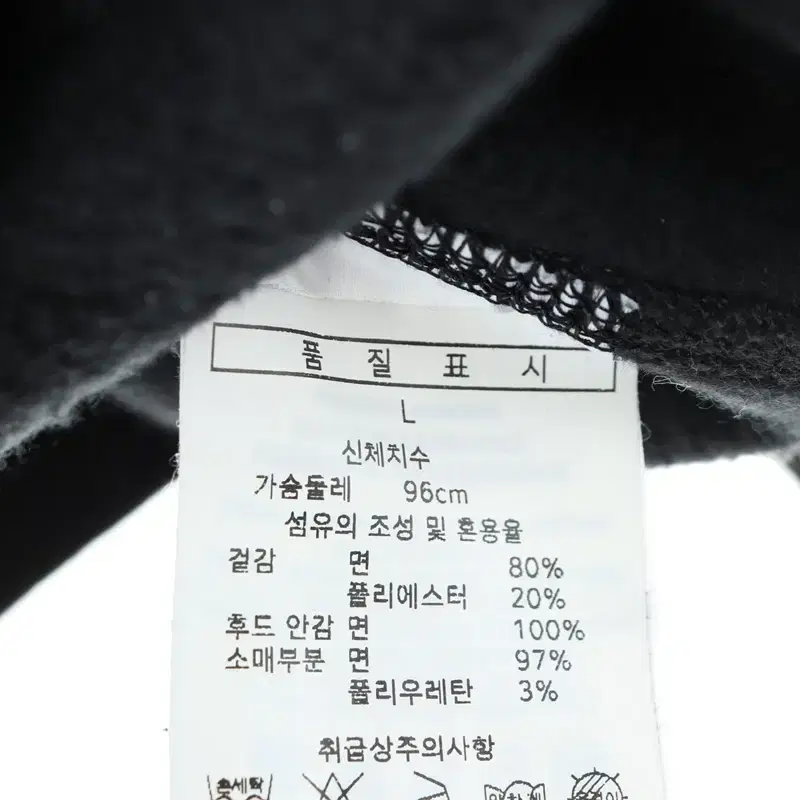 품 질 표 시
L
신체치수
가슴둘레 96cm
섬유의 조성 및 혼용율
겉감 면 80%
폴리에스터 20%
후드 안감 면 100%
소매부분 면 97%
폴리우레탄 3%
취급상주의사항
손세탁